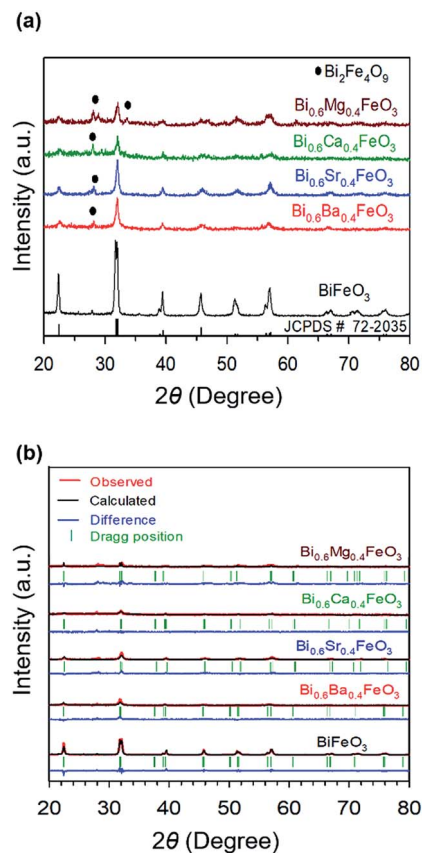 (a)
Bi₂Fe₄O₉
Bi₀.₆Mg₀.₄FeO₃
Bi₀.₆Ca₀.₄FeO₃
Bi₀.₆Sr₀.₄FeO₃
Bi₀.₆Ba₀.₄FeO₃
BiFeO₃
JCPDS # 72-2035
Intensity (a.u.)
20 30 40 50 60 70 80
2θ (Degree)
(b)
Observed
Calculated
Difference
Dragg position
Bi₀.₆Mg₀.₄FeO₃
Bi₀.₆Ca₀.₄FeO₃
Bi₀.₆Sr₀.₄FeO₃
Bi₀.₆Ba₀.₄FeO₃
BiFeO₃
Intensity (a.u.)
20 30 40 50 60 70 80
2θ (Degree)